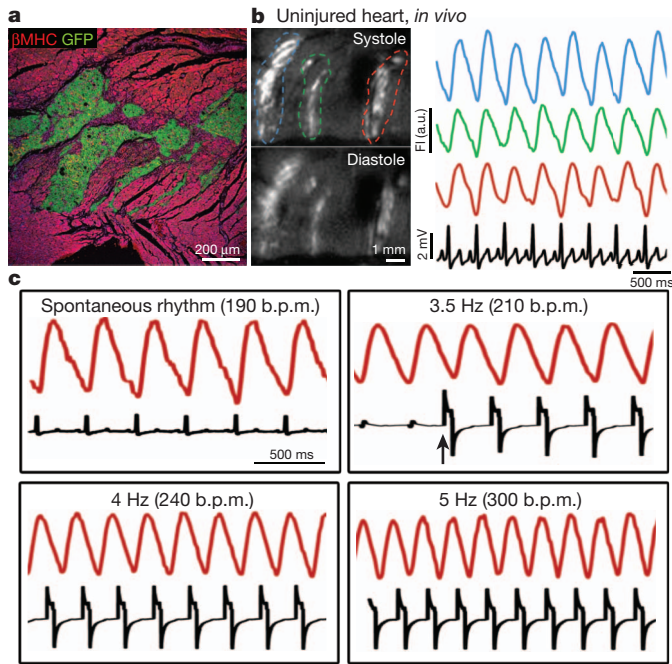 a
βMHC GFP
200 µm
b Uninjured heart, in vivo
Systole
Diastole
1 mm
FI (a.u.)
2 mV
500 ms
c
Spontaneous rhythm (190 b.p.m.)
500 ms
3.5 Hz (210 b.p.m.)
4 Hz (240 b.p.m.)
5 Hz (300 b.p.m.)